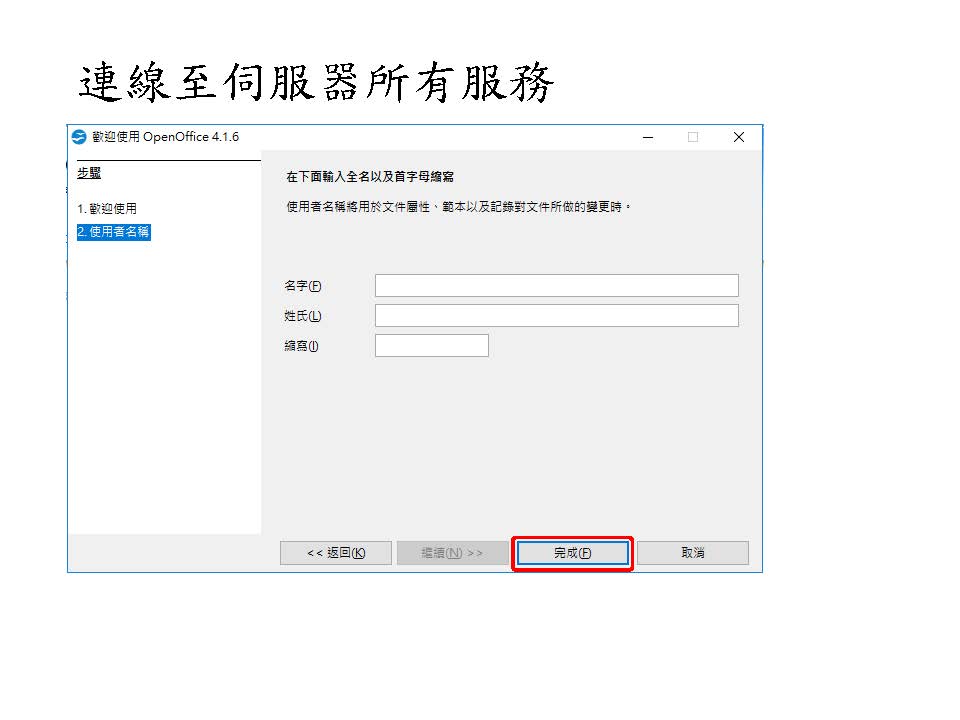 連線至伺服器所有服務
歡迎使用 OpenOffice 4.1.6
步驟
1. 歡迎使用
2. 使用者名稱
在下面輸入全名以及首字母縮寫
使用者名稱將用於文件屬性、範本以及記錄對文件所做的變更時。
名字(F)
姓氏(L)
縮寫(I)
<< 返回(K)
繼續(N) >>
完成(F)
取消